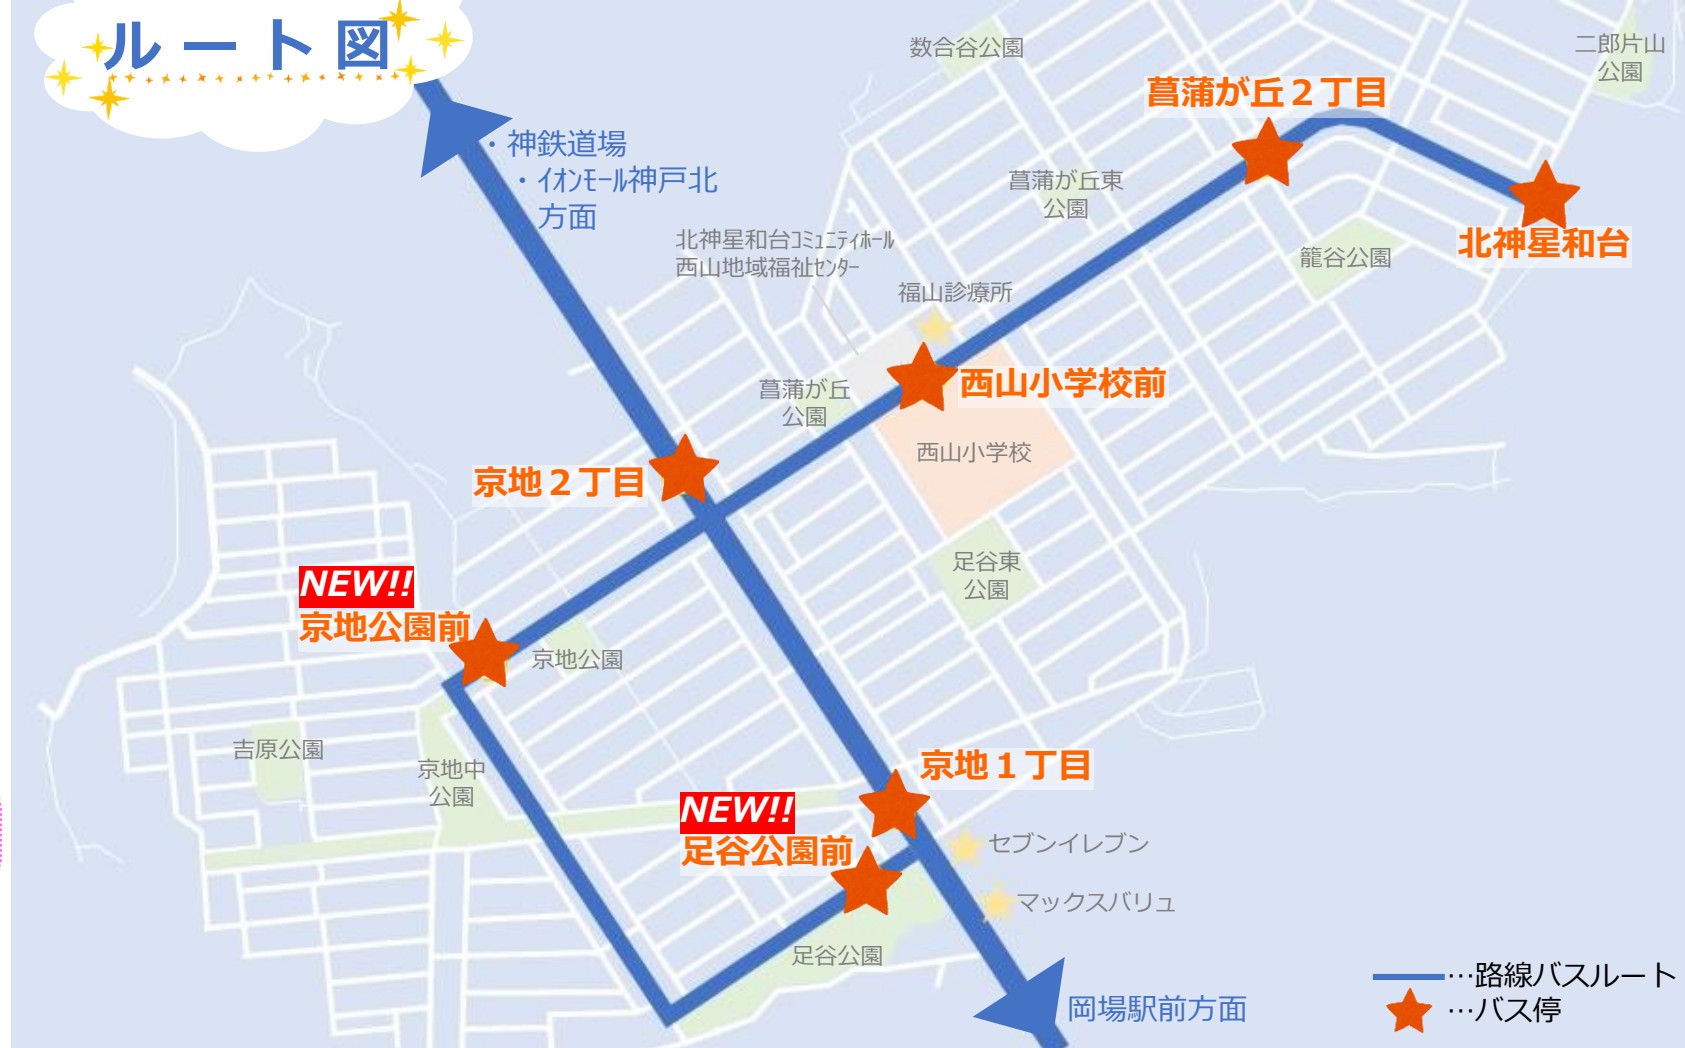 ルート図
数合谷公園
二郎片山
公園
菖蒲が丘２丁目
・神鉄道場
・ｲｵﾝﾓｰﾙ神戸北
方面
菖蒲が丘東
公園
北神星和台ｺﾐｭﾆﾃｨﾎｰﾙ
西山地域福祉ｾﾝﾀｰ
北神星和台
籠谷公園
福山診療所
西山小学校前
菖蒲が丘
公園
西山小学校
京地２丁目
足谷東
公園
NEW!!
京地公園前
京地公園
吉原公園
京地中
公園
京地１丁目
NEW!!
足谷公園前
セブンイレブン
マックスバリュ
足谷公園
岡場駅前方面
…路線バスルート
…バス停